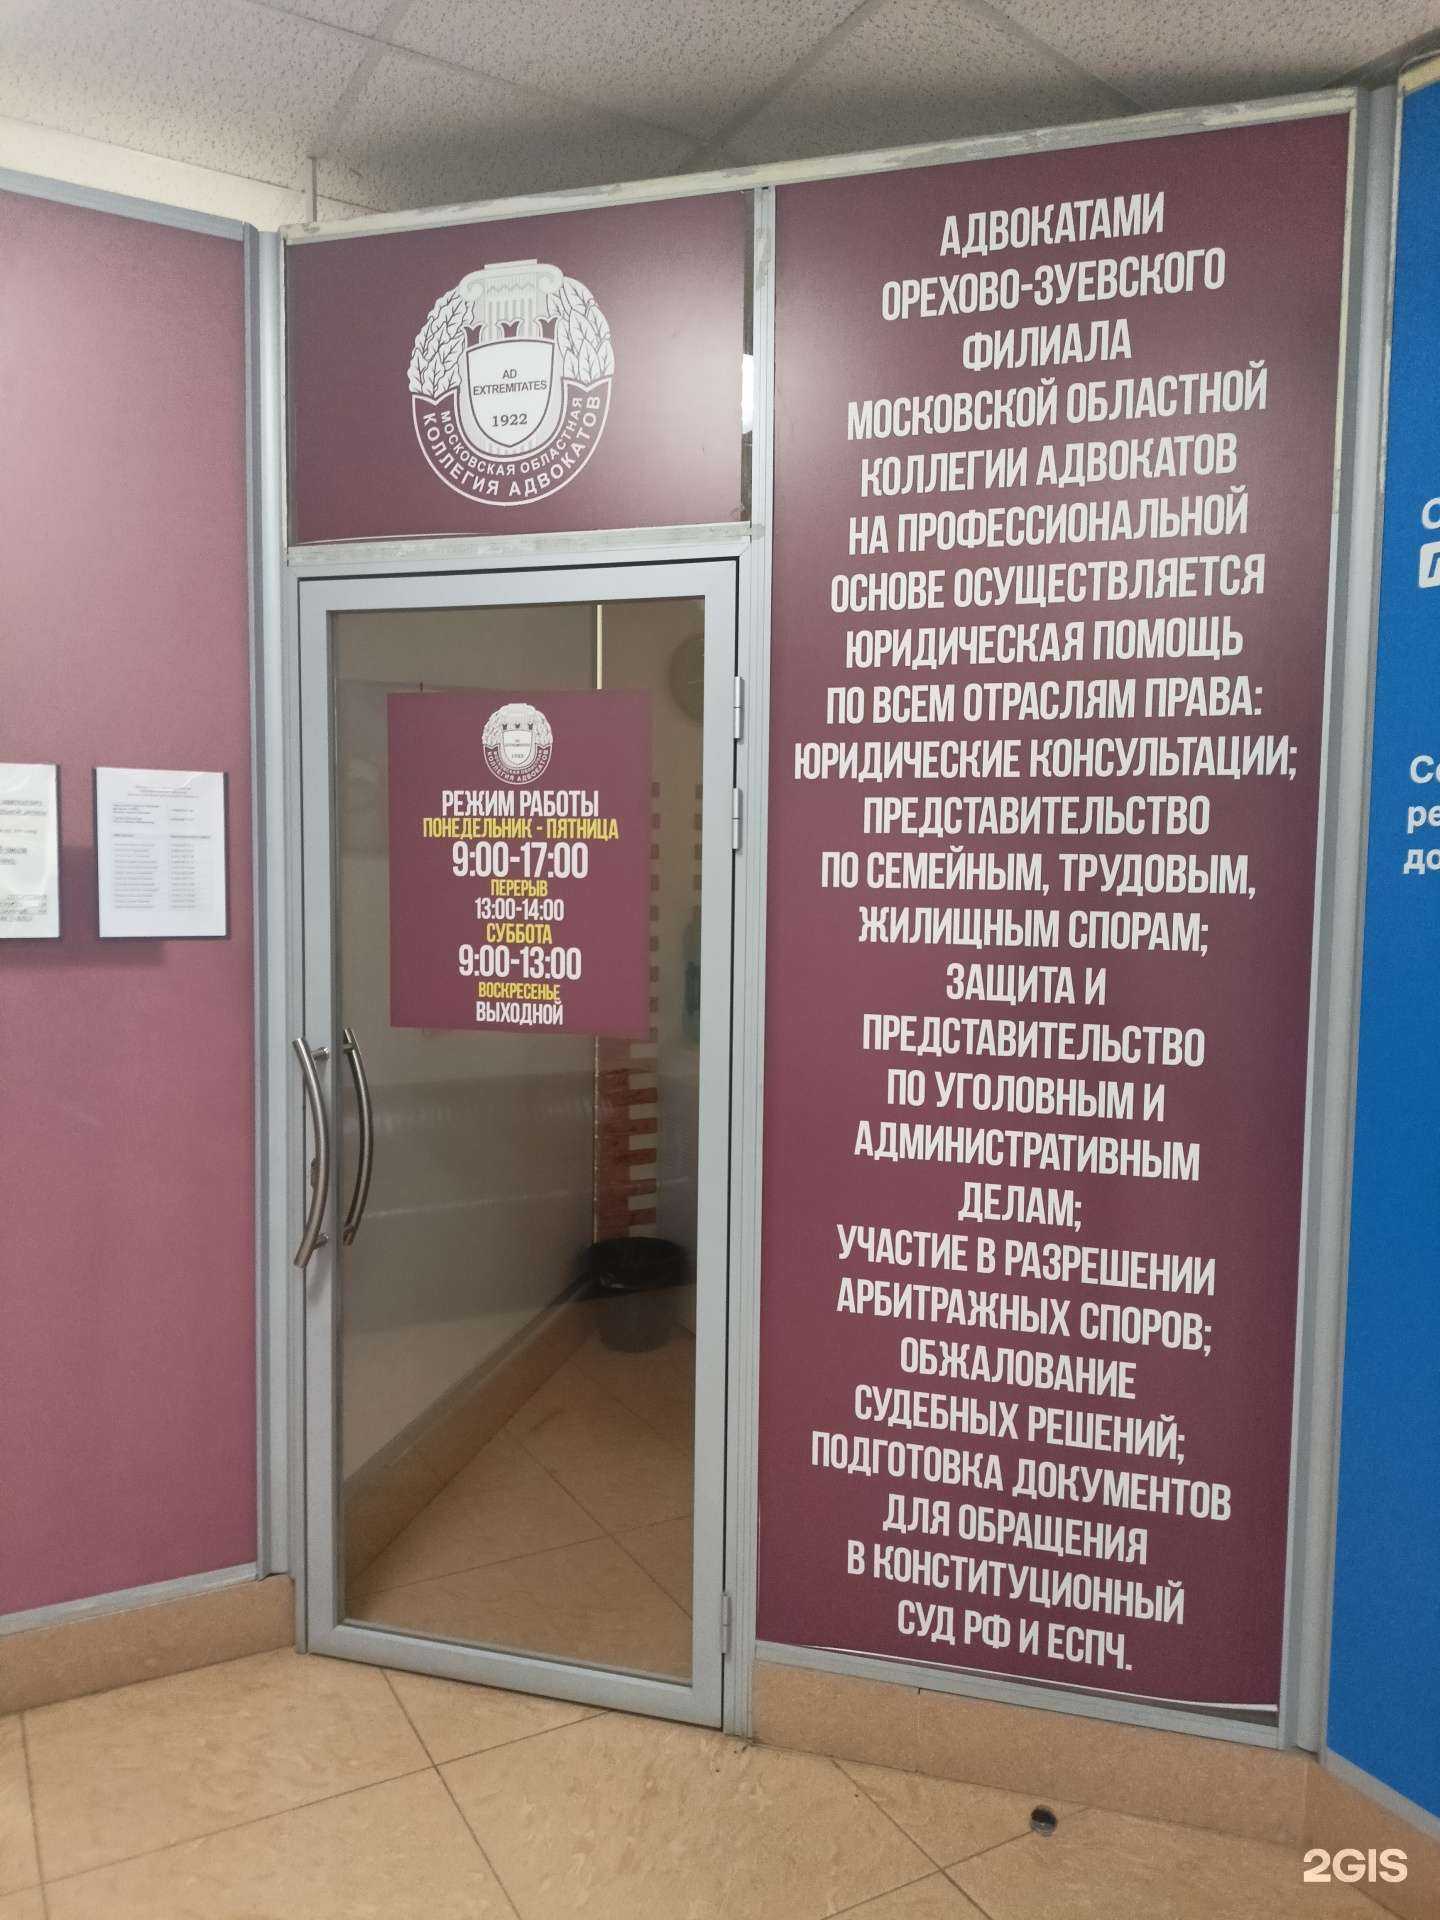 AD
EXTREMITATES
1922
МОСКОВСКАЯ ОБЛАСТНАЯ
КОЛЛЕГИЯ АДВОКАТОВ
РЕЖИМ РАБОТЫ
ПОНЕДЕЛЬНИК - ПЯТНИЦА
9:00-17:00
ПЕРЕРЫВ
13:00-14:00
СУББОТА
9:00-13:00
ВОСКРЕСЕНЬЕ
ВЫХОДНОЙ
АДВОКАТАМИ
ОРЕХОВО-ЗУЕВСКОГО
ФИЛИАЛА
МОСКОВСКОЙ ОБЛАСТНОЙ
КОЛЛЕГИИ АДВОКАТОВ
НА ПРОФЕССИОНАЛЬНОЙ
ОСНОВЕ ОСУЩЕСТВЛЯЕТСЯ
ЮРИДИЧЕСКАЯ ПОМОЩЬ
ПО ВСЕМ ОТРАСЛЯМ ПРАВА:
ЮРИДИЧЕСКИЕ КОНСУЛЬТАЦИИ;
ПРЕДСТАВИТЕЛЬСТВО
ПО СЕМЕЙНЫМ, ТРУДОВЫМ,
ЖИЛИЩНЫМ СПОРАМ;
ЗАЩИТА И
ПРЕДСТАВИТЕЛЬСТВО
ПО УГОЛОВНЫМ И
АДМИНИСТРАТИВНЫМ
ДЕЛАМ;
УЧАСТИЕ В РАЗРЕШЕНИИ
АРБИТРАЖНЫХ СПОРОВ;
ОБЖАЛОВАНИЕ
СУДЕБНЫХ РЕШЕНИЙ;
ПОДГОТОВКА ДОКУМЕНТОВ
ДЛЯ ОБРАЩЕНИЯ
В КОНСТИТУЦИОННЫЙ
СУД РФ И ЕСПЧ.
2GIS